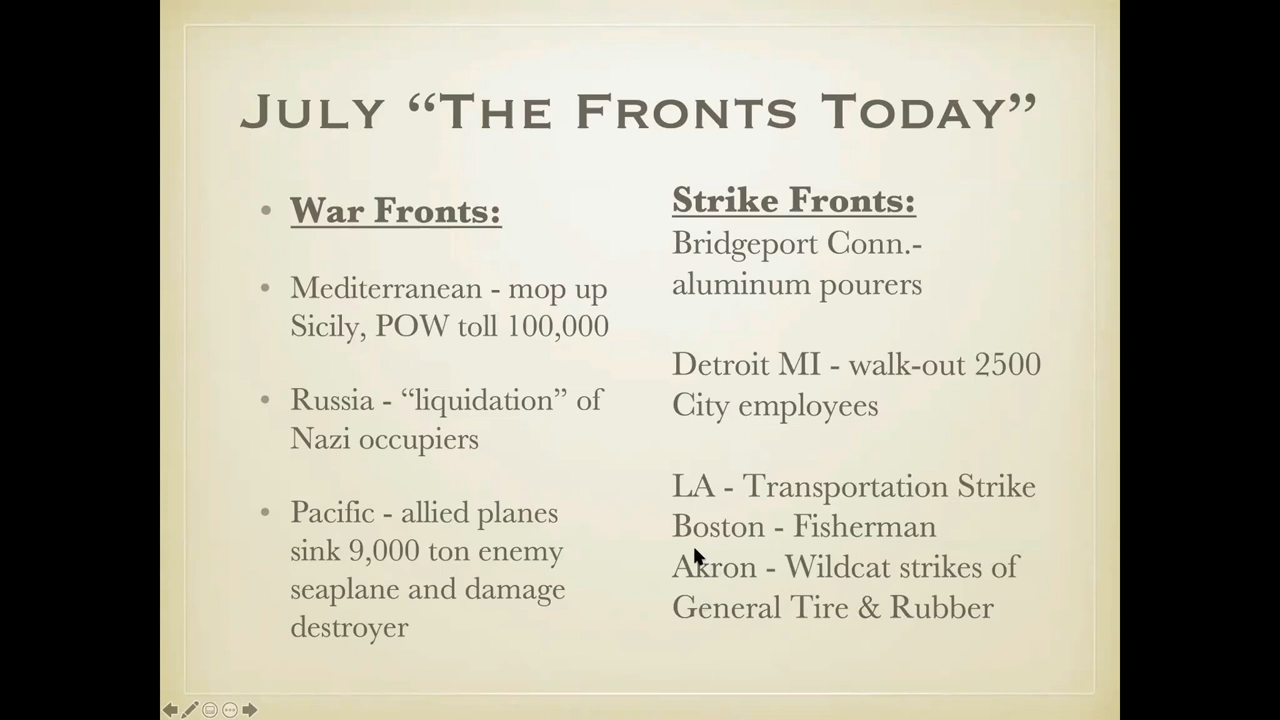 July “The Fronts Today”
War Fronts:
Mediterranean - mop up
Sicily, POW toll 100,000
Russia - “liquidation” of
Nazi occupiers
Pacific - allied planes
sink 9,000 ton enemy
seaplane and damage
destroyer
Strike Fronts:
Bridgeport Conn.-
aluminum pourers
Detroit MI - walk-out 2500
City employees
LA - Transportation Strike
Boston - Fisherman
Akron - Wildcat strikes of
General Tire & Rubber